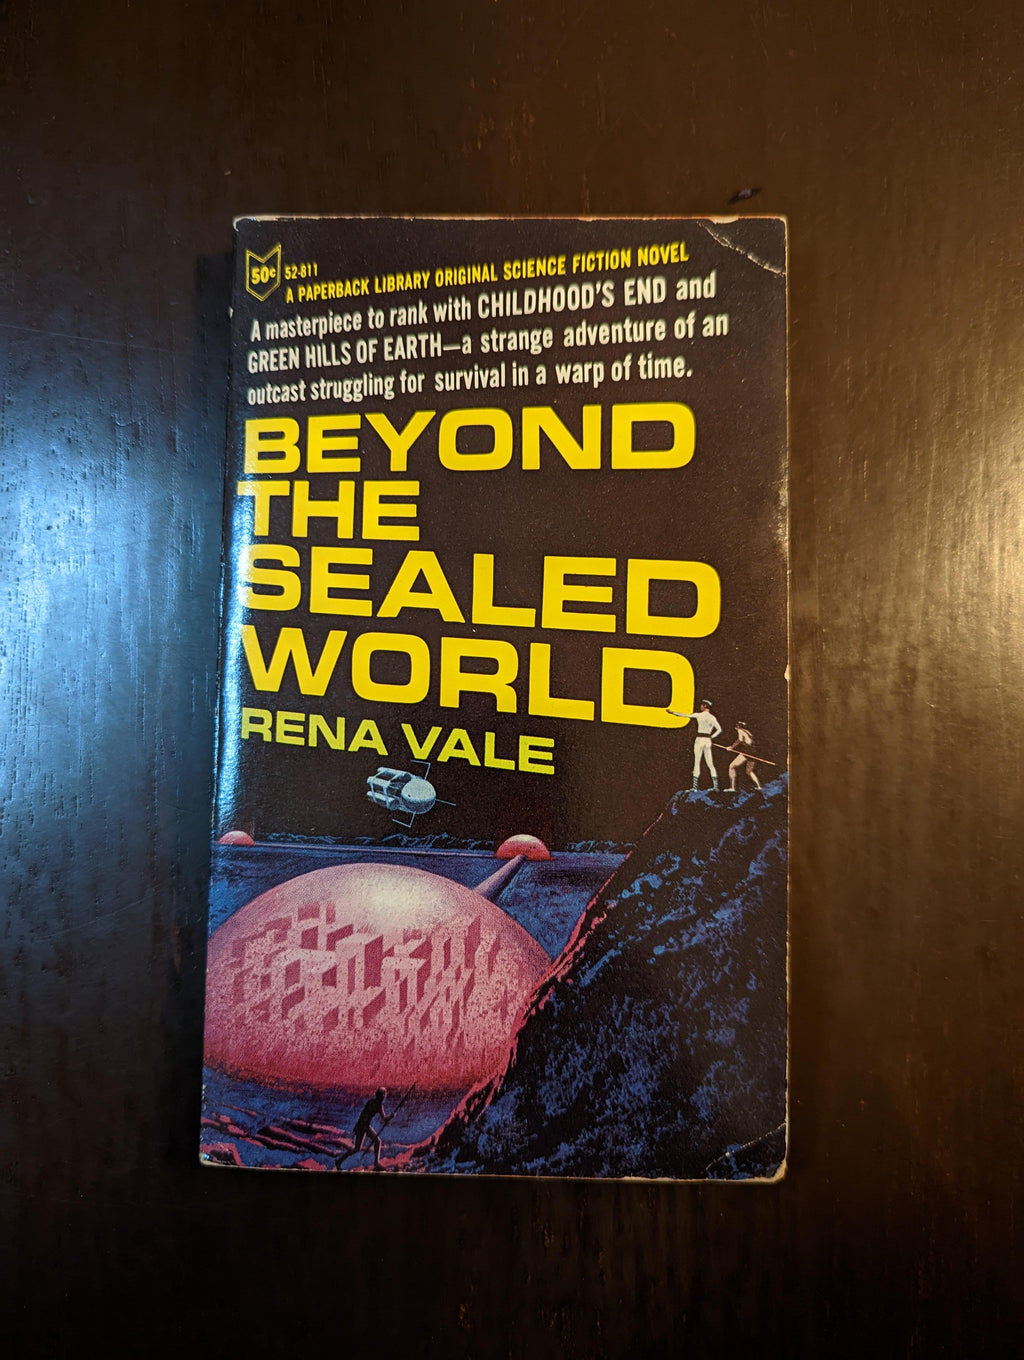 50¢ 52-811
A PAPERBACK LIBRARY ORIGINAL SCIENCE FICTION NOVEL
A masterpiece to rank with CHILDHOOD'S END and
GREEN HILLS OF EARTH—a strange adventure of an
outcast struggling for survival in a warp of time.
BEYOND
THE
SEALED
WORLD
RENA VALE